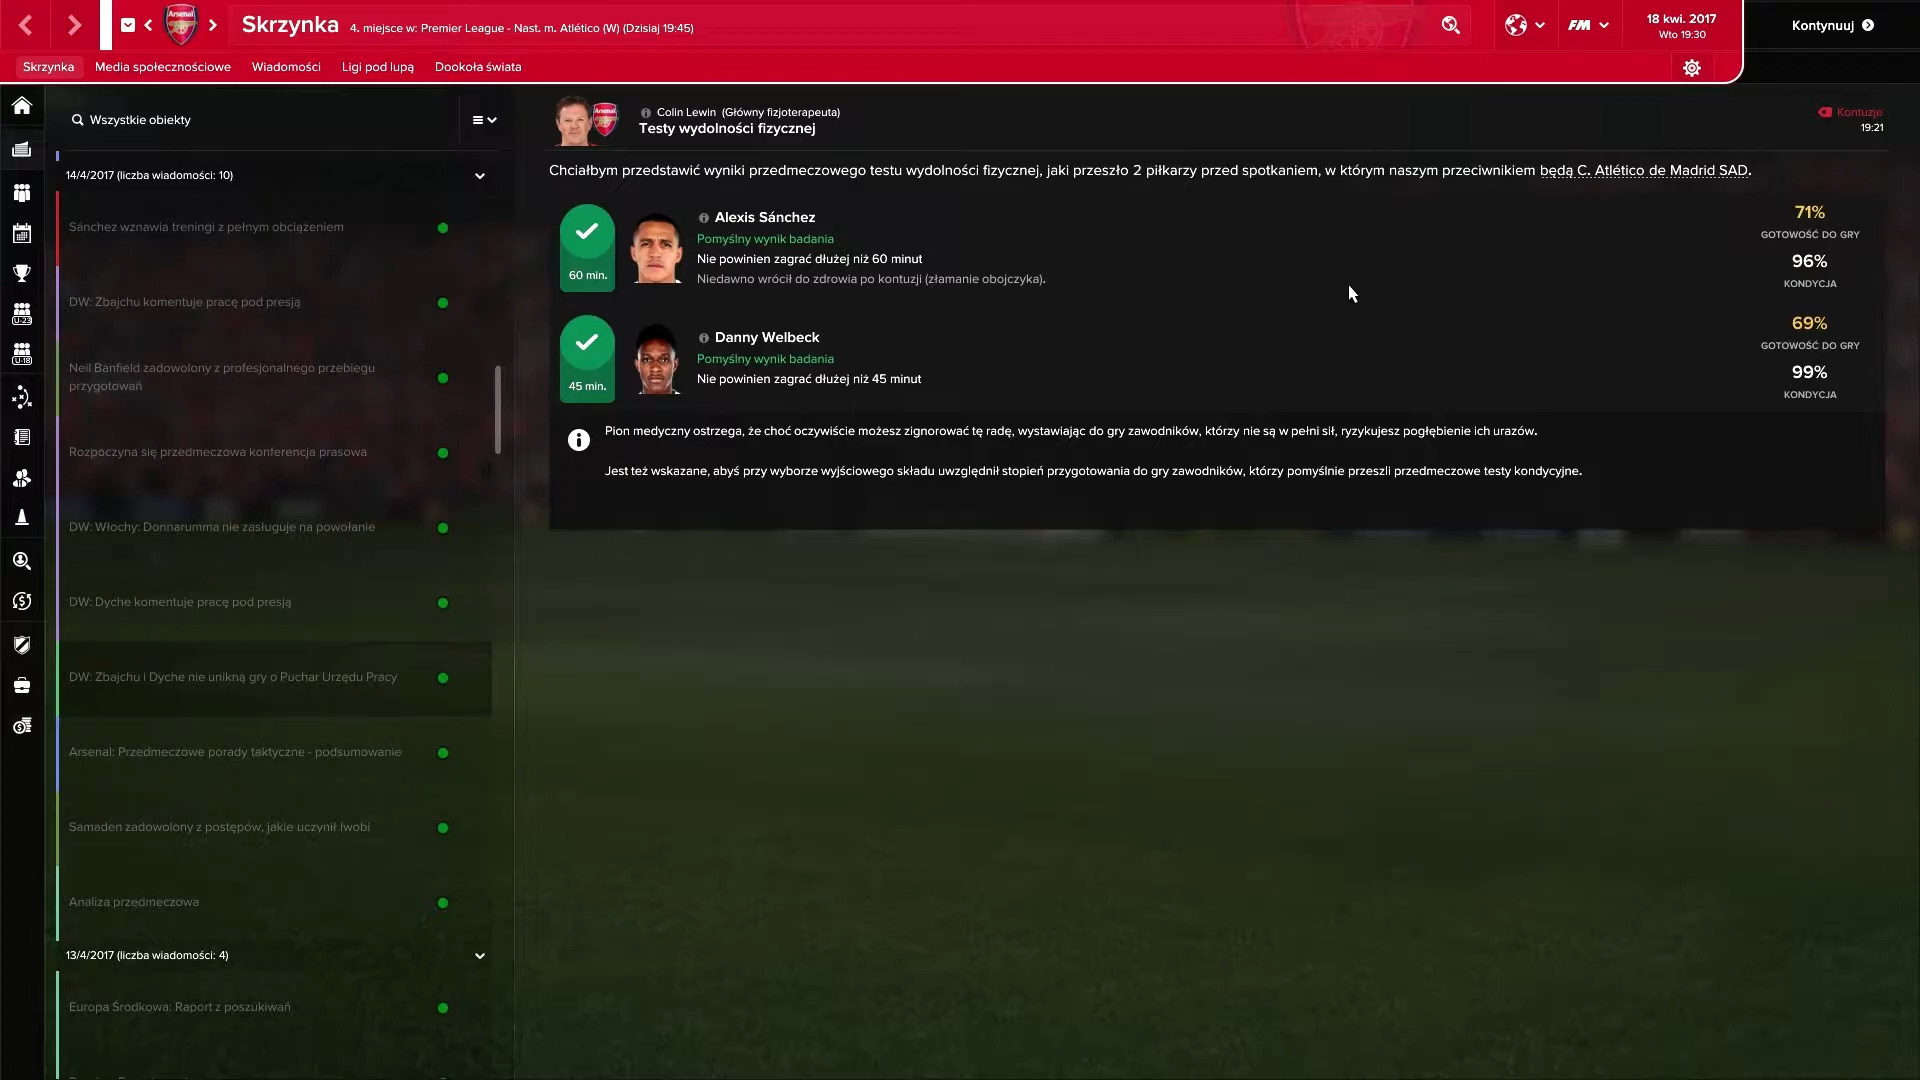 Skrzynka
4. miejsce w: Premier League - Nast. m. Atlético (W) (Dzisiaj 19:45)
FM
18 kwi. 2017
Wto 19:30
Kontynuuj
Skrzynka
Media społecznościowe
Wiadomości
Ligi pod lupą
Dookoła świata
Wszystkie obiekty
14/4/2017 (liczba wiadomości: 10)
Sánchez wznawia treningi z pełnym obciążeniem
DW: Zbajchu komentuje pracę pod presją
Neil Banfield zadowolony z profesjonalnego przebiegu
przygotowań
Rozpoczyna się przedmeczowa konferencja prasowa
DW: Włochy: Donnarumma nie zasługuje na powołanie
DW: Dyche komentuje pracę pod presją
DW: Zbajchu i Dyche nie unikną gry o Puchar Urzędu Pracy
Arsenal: Przedmeczowe porady taktyczne - podsumowanie
Samaden zadowolony z postępów, jakie uczynił Iwobi
Analiza przedmeczowa
13/4/2017 (liczba wiadomości: 4)
Europa Środkowa: Raport z poszukiwań
U-23
U-18
Arsenal
Colin Lewin (Główny fizjoterapeuta)
Testy wydolności fizycznej
Kontuzje
19:21
Chciałbym przedstawić wyniki przedmeczowego testu wydolności fizycznej, jaki przeszło 2 piłkarzy przed spotkaniem, w którym naszym przeciwnikiem będą C. Atlético de Madrid SAD.
60 min.
Alexis Sánchez
Pomyślny wynik badania
Nie powinien zagrać dłużej niż 60 minut
Niedawno wrócił do zdrowia po kontuzji (złamanie obojczyka).
71%
GOTOWOŚĆ DO GRY
96%
KONDYCJA
45 min.
Danny Welbeck
Pomyślny wynik badania
Nie powinien zagrać dłużej niż 45 minut
69%
GOTOWOŚĆ DO GRY
99%
KONDYCJA
Pion medyczny ostrzega, że choć oczywiście możesz zignorować tę radę, wystawiając do gry zawodników, którzy nie są w pełni sił, ryzykujesz pogłębienie ich urazów.
Jest też wskazane, abyś przy wyborze wyjściowego składu uwzględnił stopień przygotowania do gry zawodników, którzy pomyślnie przeszli przedmeczowe testy kondycyjne.